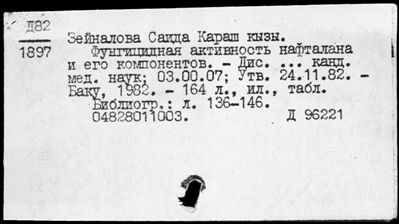 Д82
1897
Зейналова Саида Караш кызы.
Фунгицидная активность нафталана
и его компонентов. - Дис. ... канд.
мед. наук; 03.00.07; Утв. 24.11.82. -
Баку, 1982. - 164 л., ил., табл.
Библиогр.: л. 136-146.
04828011003. Д 96221